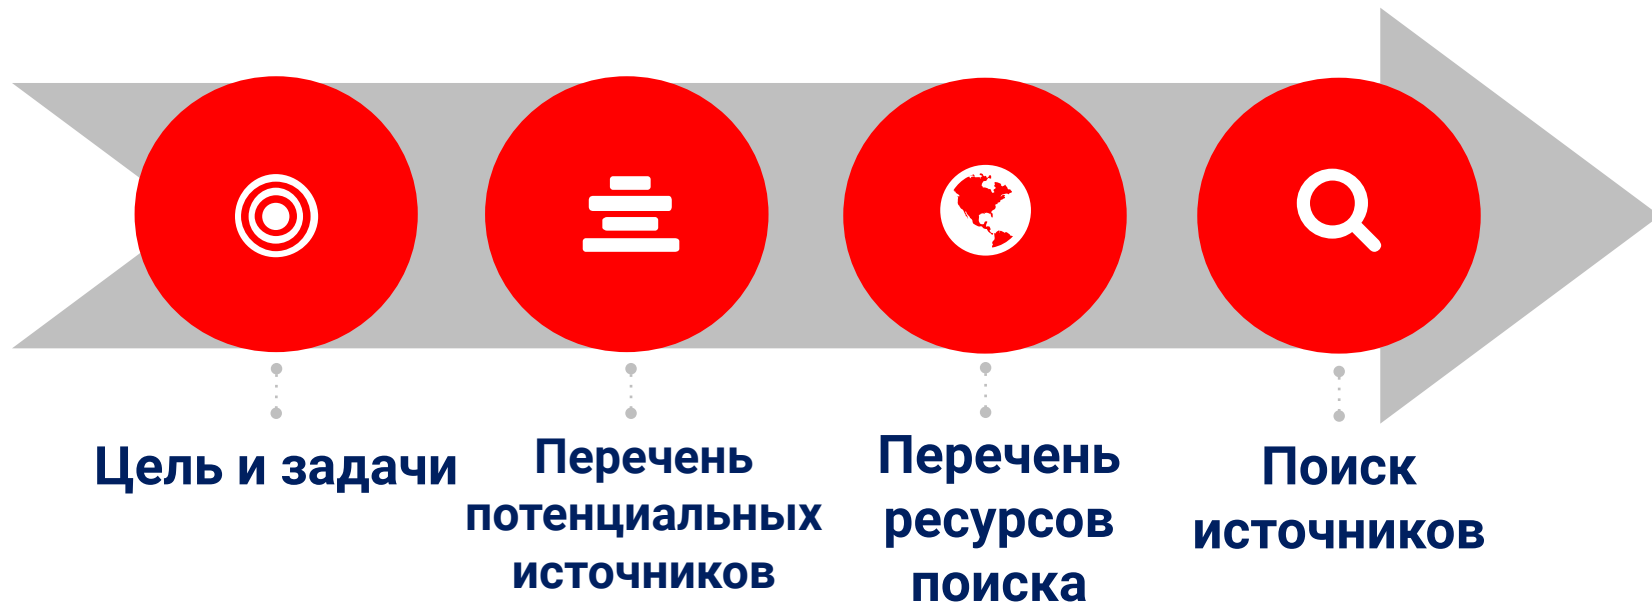 Цель и задачи
Перечень
потенциальных
источников
Перечень
ресурсов
поиска
Поиск
источников